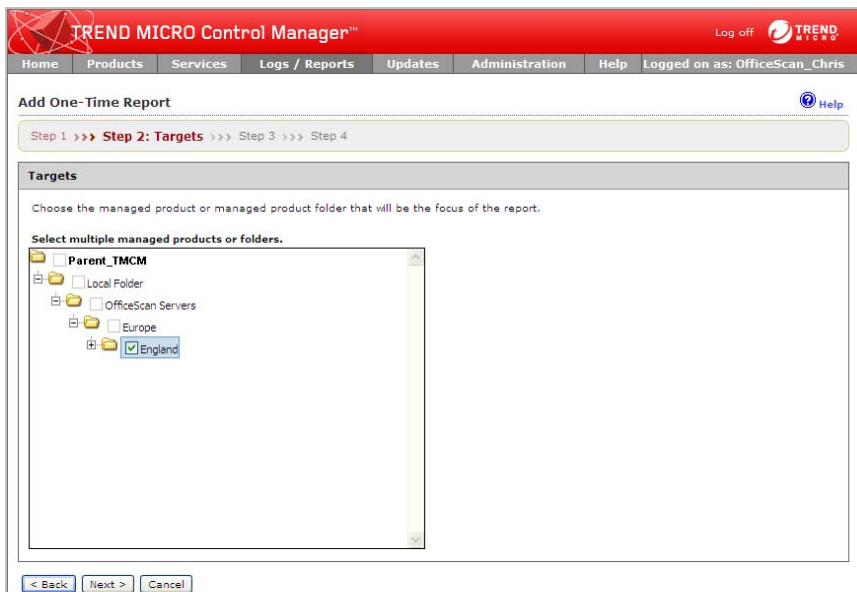 TREND MICRO Control Manager™
Log off
TREND MICRO
Home Products Services Logs / Reports Updates Administration Help Logged on as: OfficeScan_Chris
Add One-Time Report
Help
Step 1 >>> Step 2: Targets >>> Step 3 >>> Step 4
Targets
Choose the managed product or managed product folder that will be the focus of the report.
Select multiple managed products or folders.
Parent_TMCM
Local Folder
OfficeScan Servers
Europe
England
< Back Next > Cancel